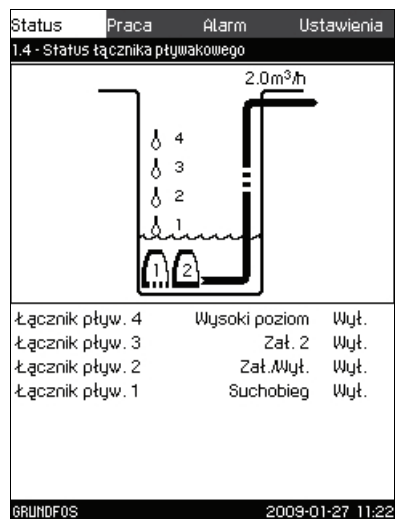 Status Praca Alarm Ustawienia
1.4 - Status łącznika pływakowego
2.0m³/h
4
3
2
1
1 2
Łącznik pływ. 4 Wysoki poziom Wył.
Łącznik pływ. 3 Zał. 2 Wył.
Łącznik pływ. 2 Zał./Wył. Wył.
Łącznik pływ. 1 Suchobieg Wył.
GRUNDFOS 2009-01-27 11:22